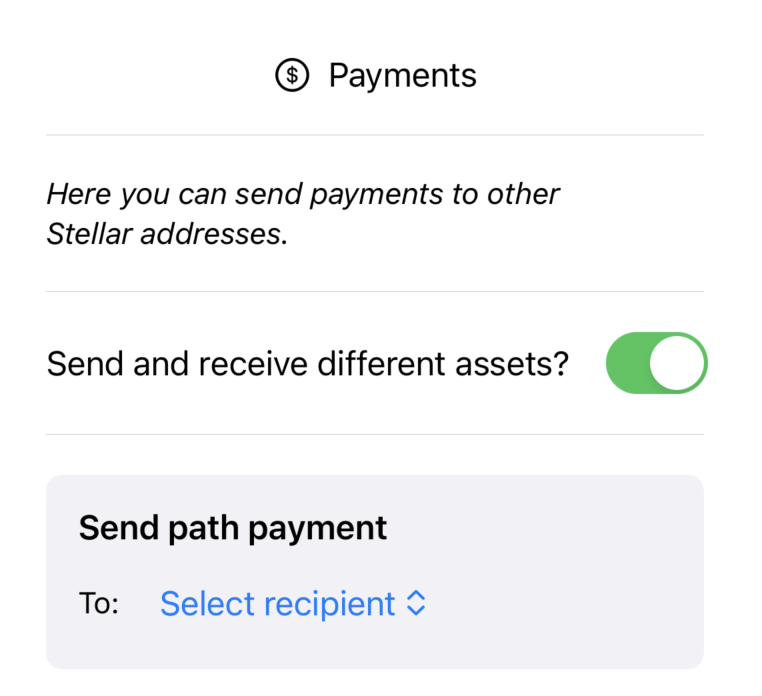 Payments
Here you can send payments to other
Stellar addresses.
Send and receive different assets?
Send path payment
To: Select recipient